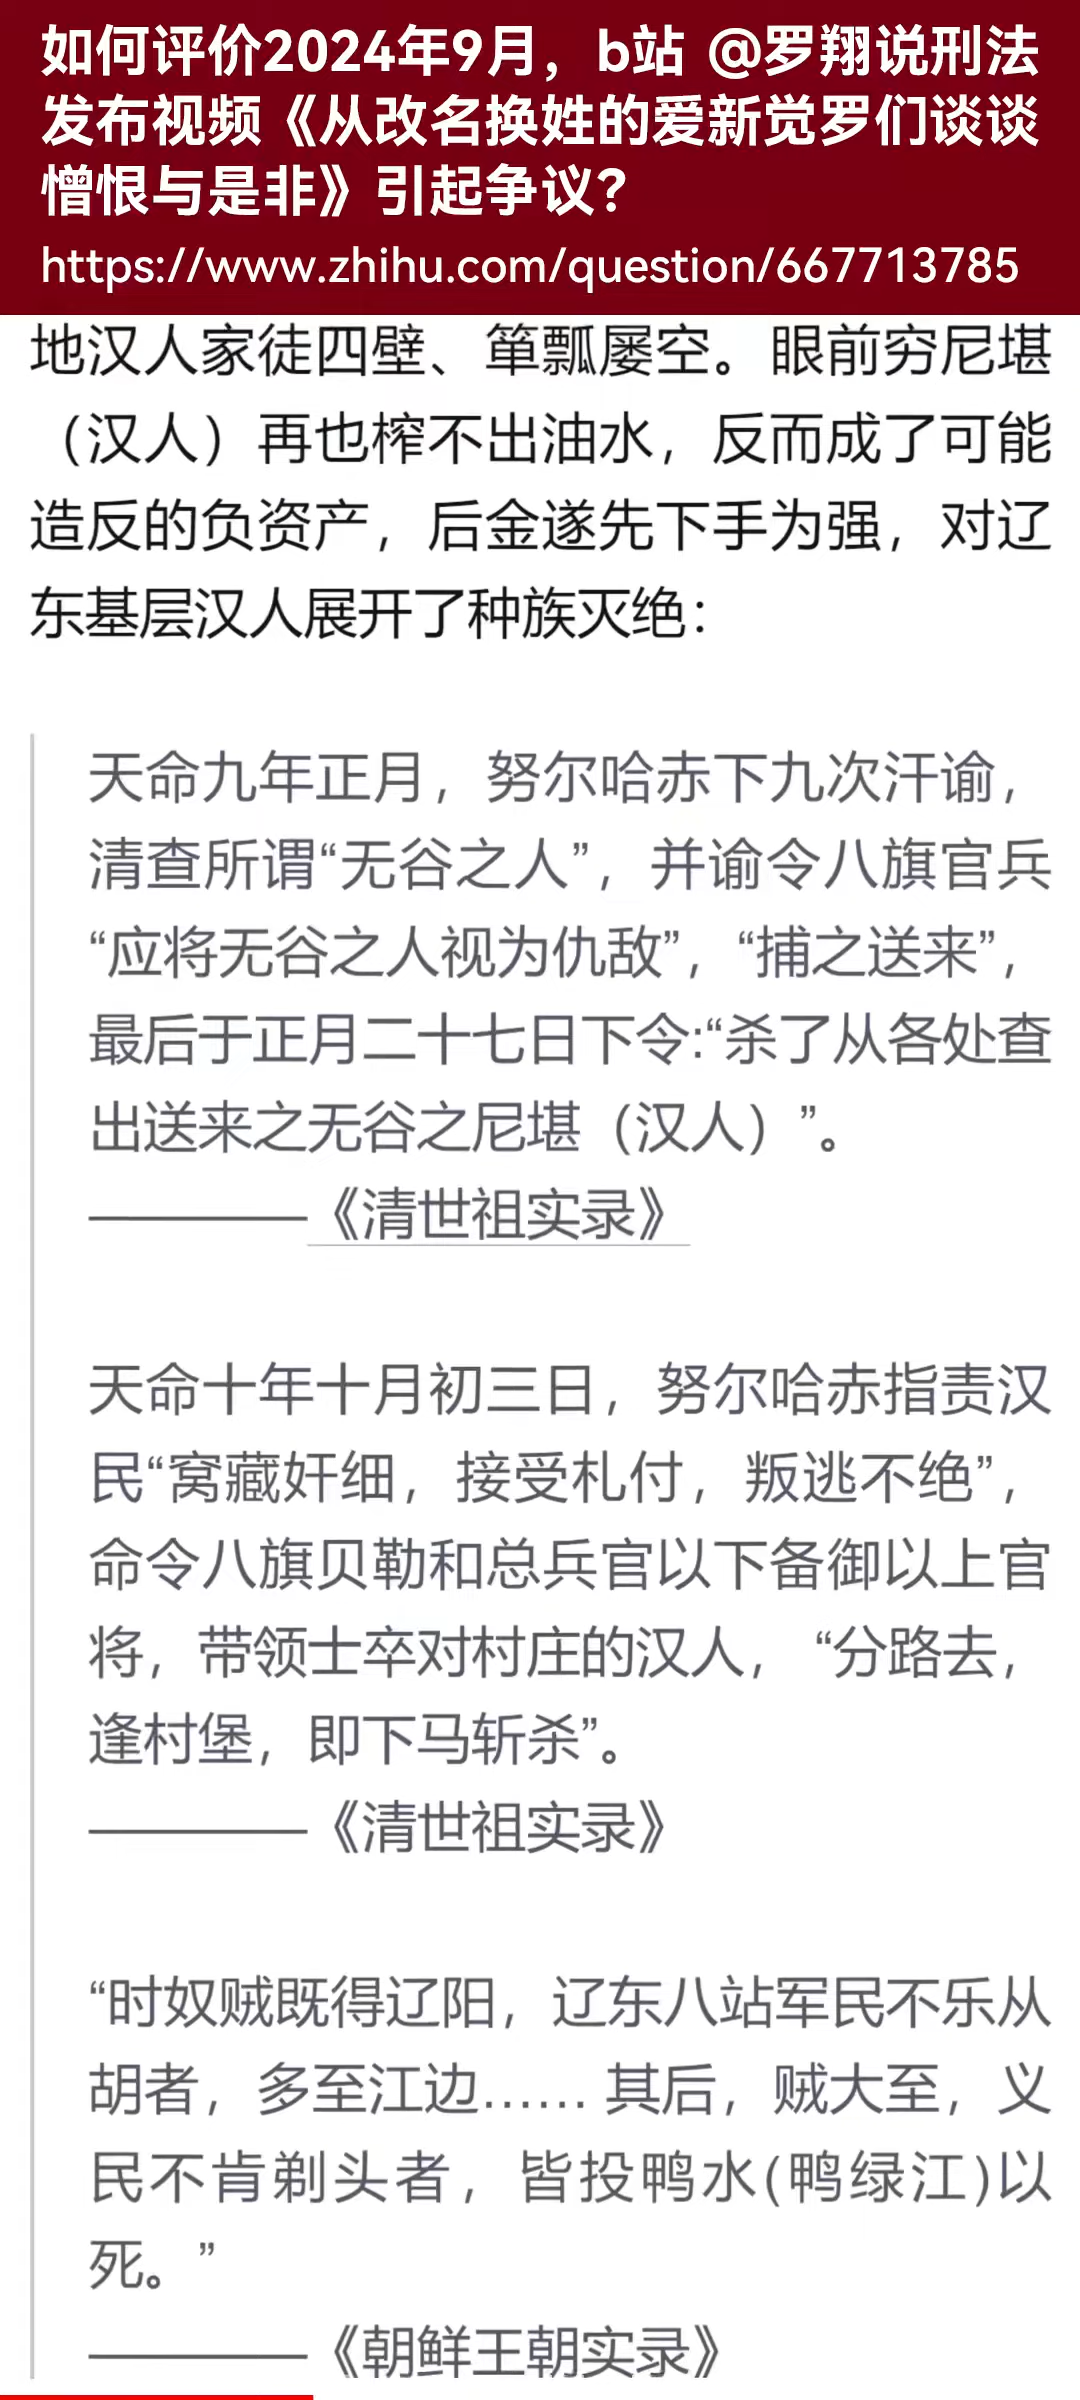 如何评价2024年9月，b站 @罗翔说刑法
发布视频《从改名换姓的爱新觉罗们谈谈
憎恨与是非》引起争议？
https://www.zhihu.com/question/667713785
地汉人家徒四壁、箪瓢屡空。眼前穷尼堪
（汉人）再也榨不出油水，反而成了可能
造反的负资产，后金遂先下手为强，对辽
东基层汉人展开了种族灭绝：
天命九年正月，努尔哈赤下九次汗谕，
清查所谓“无谷之人”，并谕令八旗官兵
“应将无谷之人视为仇敌”，“捕之送来”，
最后于正月二十七日下令:“杀了从各处查
出送来之无谷之尼堪（汉人）”。
————《清世祖实录》
天命十年十月初三日，努尔哈赤指责汉
民“窝藏奸细，接受札付，叛逃不绝”，
命令八旗贝勒和总兵官以下备御以上官
将，带领士卒对村庄的汉人，“分路去，
逢村堡，即下马斩杀”。
————《清世祖实录》
“时奴贼既得辽阳，辽东八站军民不乐从
胡者，多至江边…… 其后，贼大至，义
民不肯剃头者，皆投鸭水(鸭绿江)以
死。”
————《朝鲜王朝实录》